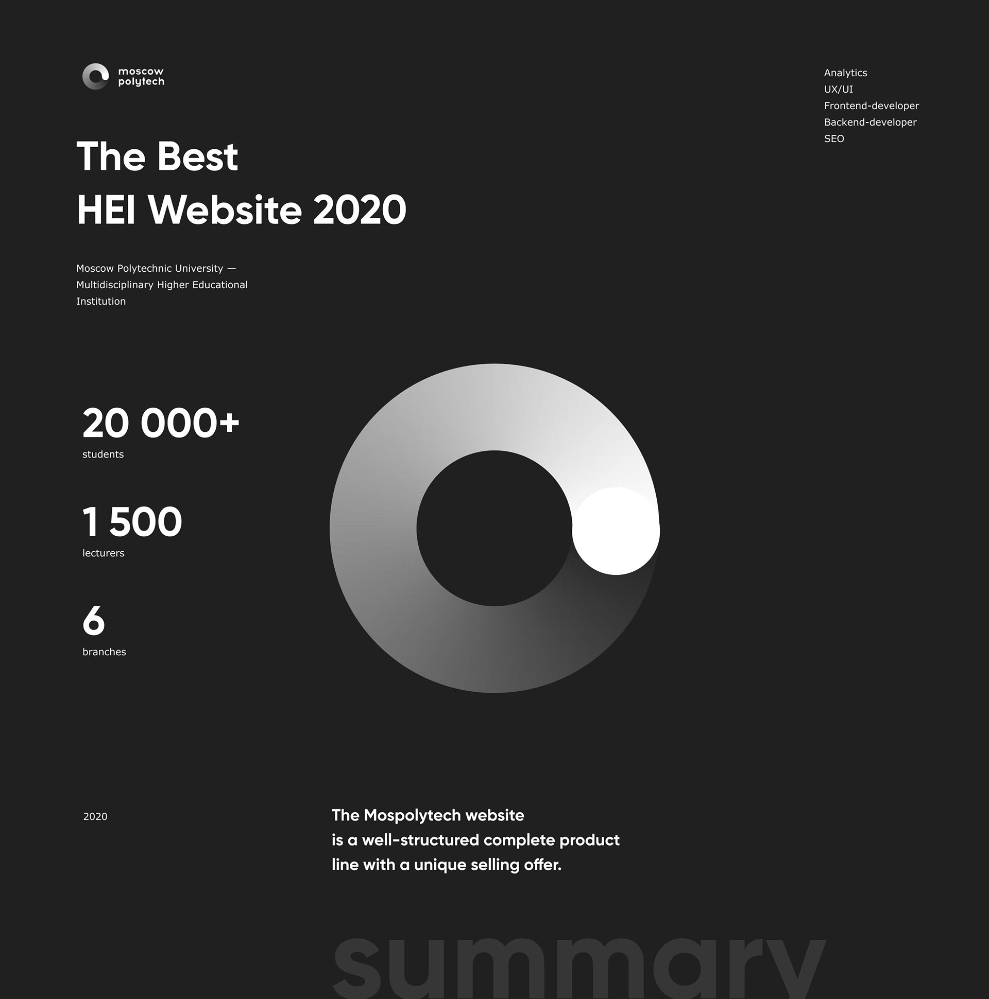 moscow
polytech
Analytics
UX/UI
Frontend-developer
Backend-developer
SEO
The Best
HEI Website 2020
Moscow Polytechnic University —
Multidisciplinary Higher Educational
Institution
20 000+
students
1 500
lecturers
6
branches
2020
The Mospolytech website
is a well-structured complete product
line with a unique selling offer.
summary